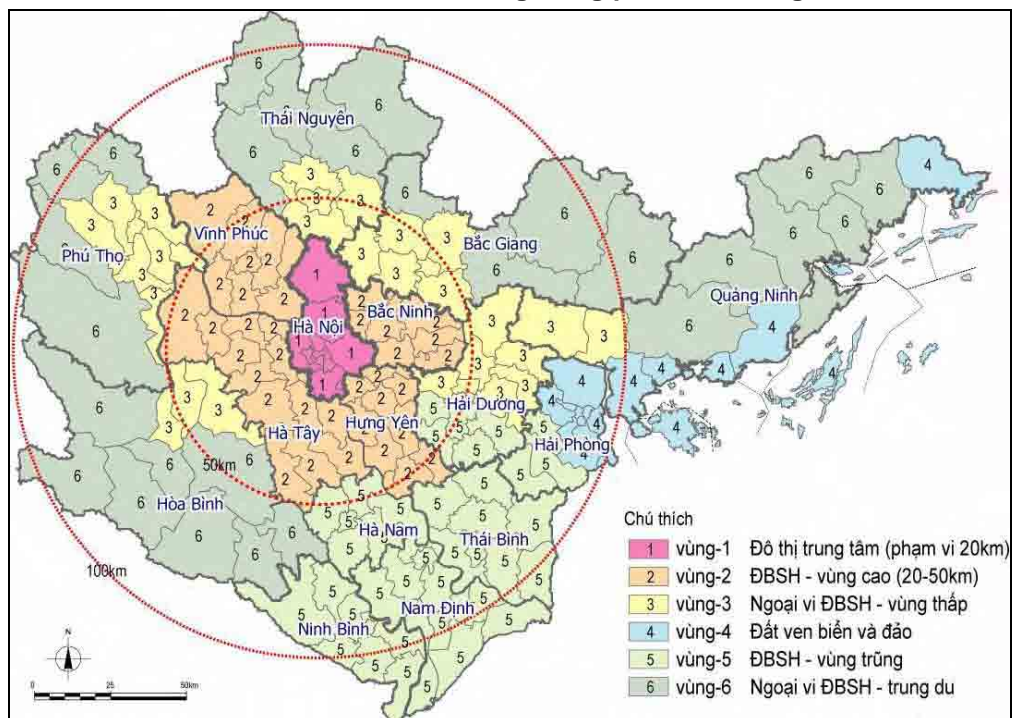 Thái Nguyên
Vĩnh Phúc
Phú Thọ
Bắc Giang
Quảng Ninh
Bắc Ninh
Hà Nội
Hải Dương
Hà Tây
Hưng Yên
Hải Phòng
50km
Hòa Bình
Hà Nam
Thái Bình
100km
Nam Định
Ninh Bình
N
0 25 50km
Chú thích
1 vùng-1 Đô thị trung tâm (phạm vi 20km)
2 vùng-2 ĐBSH - vùng cao (20-50km)
3 vùng-3 Ngoại vi ĐBSH - vùng thấp
4 vùng-4 Đất ven biển và đảo
5 vùng-5 ĐBSH - vùng trũng
6 vùng-6 Ngoại vi ĐBSH - trung du